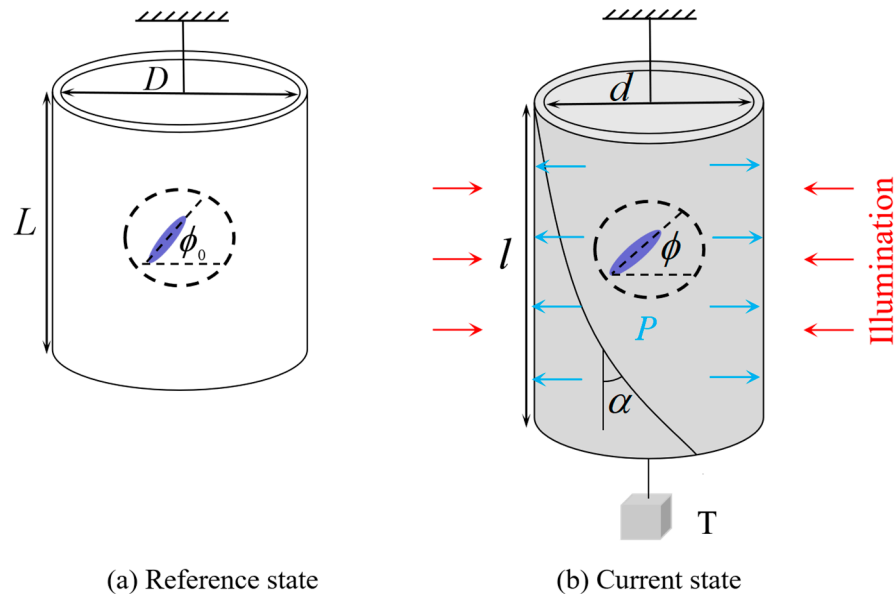 D
L
ϕ₀
d
l
ϕ
P
α
Illumination
T
(a) Reference state
(b) Current state